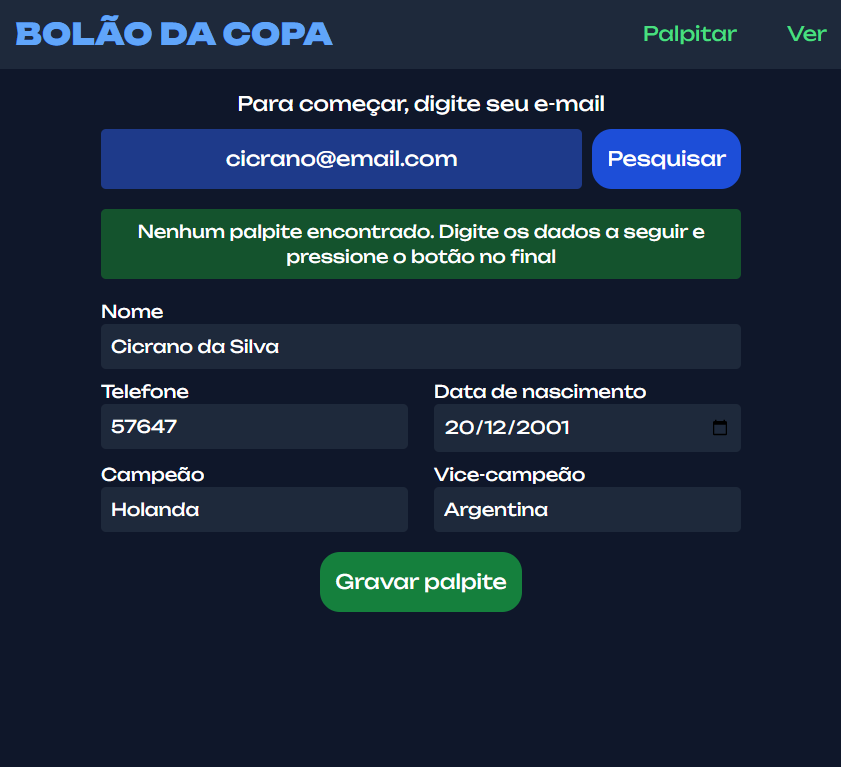 BOLÃO DA COPA
Palpitar
Ver
Para começar, digite seu e-mail
cicrano@email.com
Pesquisar
Nenhum palpite encontrado. Digite os dados a seguir e
pressione o botão no final
Nome
Cicrano da Silva
Telefone
Data de nascimento
57647
20/12/2001
Campeão
Vice-campeão
Holanda
Argentina
Gravar palpite